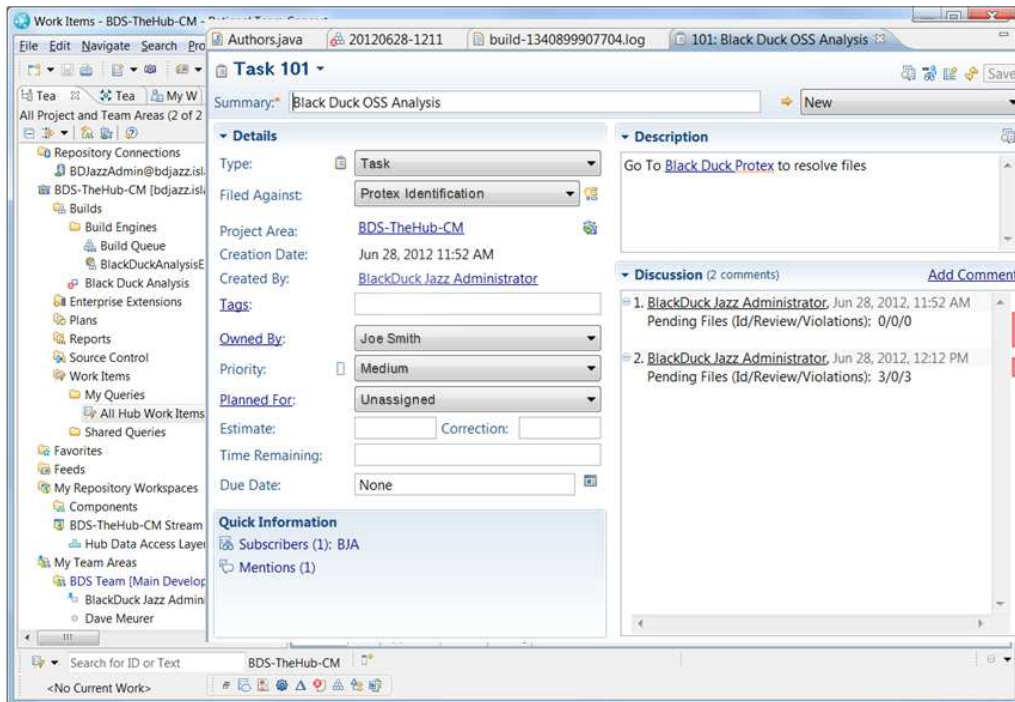 Work Items - BDS-TheHub-CM -
File Edit Navigate Search Pro
Authors.java 20120628-1211 build-1340899907704.log 101: Black Duck OSS Analysis
Task 101
Save
Tea Tea My W
Summary:* Black Duck OSS Analysis New
All Project and Team Areas (2 of 2
Repository Connections
BDJazzAdmin@bdjazz.isl
BDS-TheHub-CM [bdjazz.isl
Builds
Build Engines
Build Queue
BlackDuckAnalysisE
Black Duck Analysis
Enterprise Extensions
Plans
Reports
Source Control
Work Items
My Queries
All Hub Work Items
Shared Queries
Favorites
Feeds
My Repository Workspaces
Components
BDS-TheHub-CM Stream
Hub Data Access Layer
My Team Areas
BDS Team [Main Develop
BlackDuck Jazz Admini
Dave Meurer
Details
Type: Task
Filed Against: Protex Identification
Project Area: BDS-TheHub-CM
Creation Date: Jun 28, 2012 11:52 AM
Created By: BlackDuck Jazz Administrator
Tags:
Owned By: Joe Smith
Priority: Medium
Planned For: Unassigned
Estimate: Correction:
Time Remaining:
Due Date: None
Quick Information
Subscribers (1): BJA
Mentions (1)
Description
Go To Black Duck Protex to resolve files
Discussion (2 comments) Add Comment
1. BlackDuck Jazz Administrator, Jun 28, 2012, 11:52 AM
Pending Files (Id/Review/Violations): 0/0/0
2. BlackDuck Jazz Administrator, Jun 28, 2012, 12:12 PM
Pending Files (Id/Review/Violations): 3/0/3
Search for ID or Text BDS-TheHub-CM
<No Current Work>